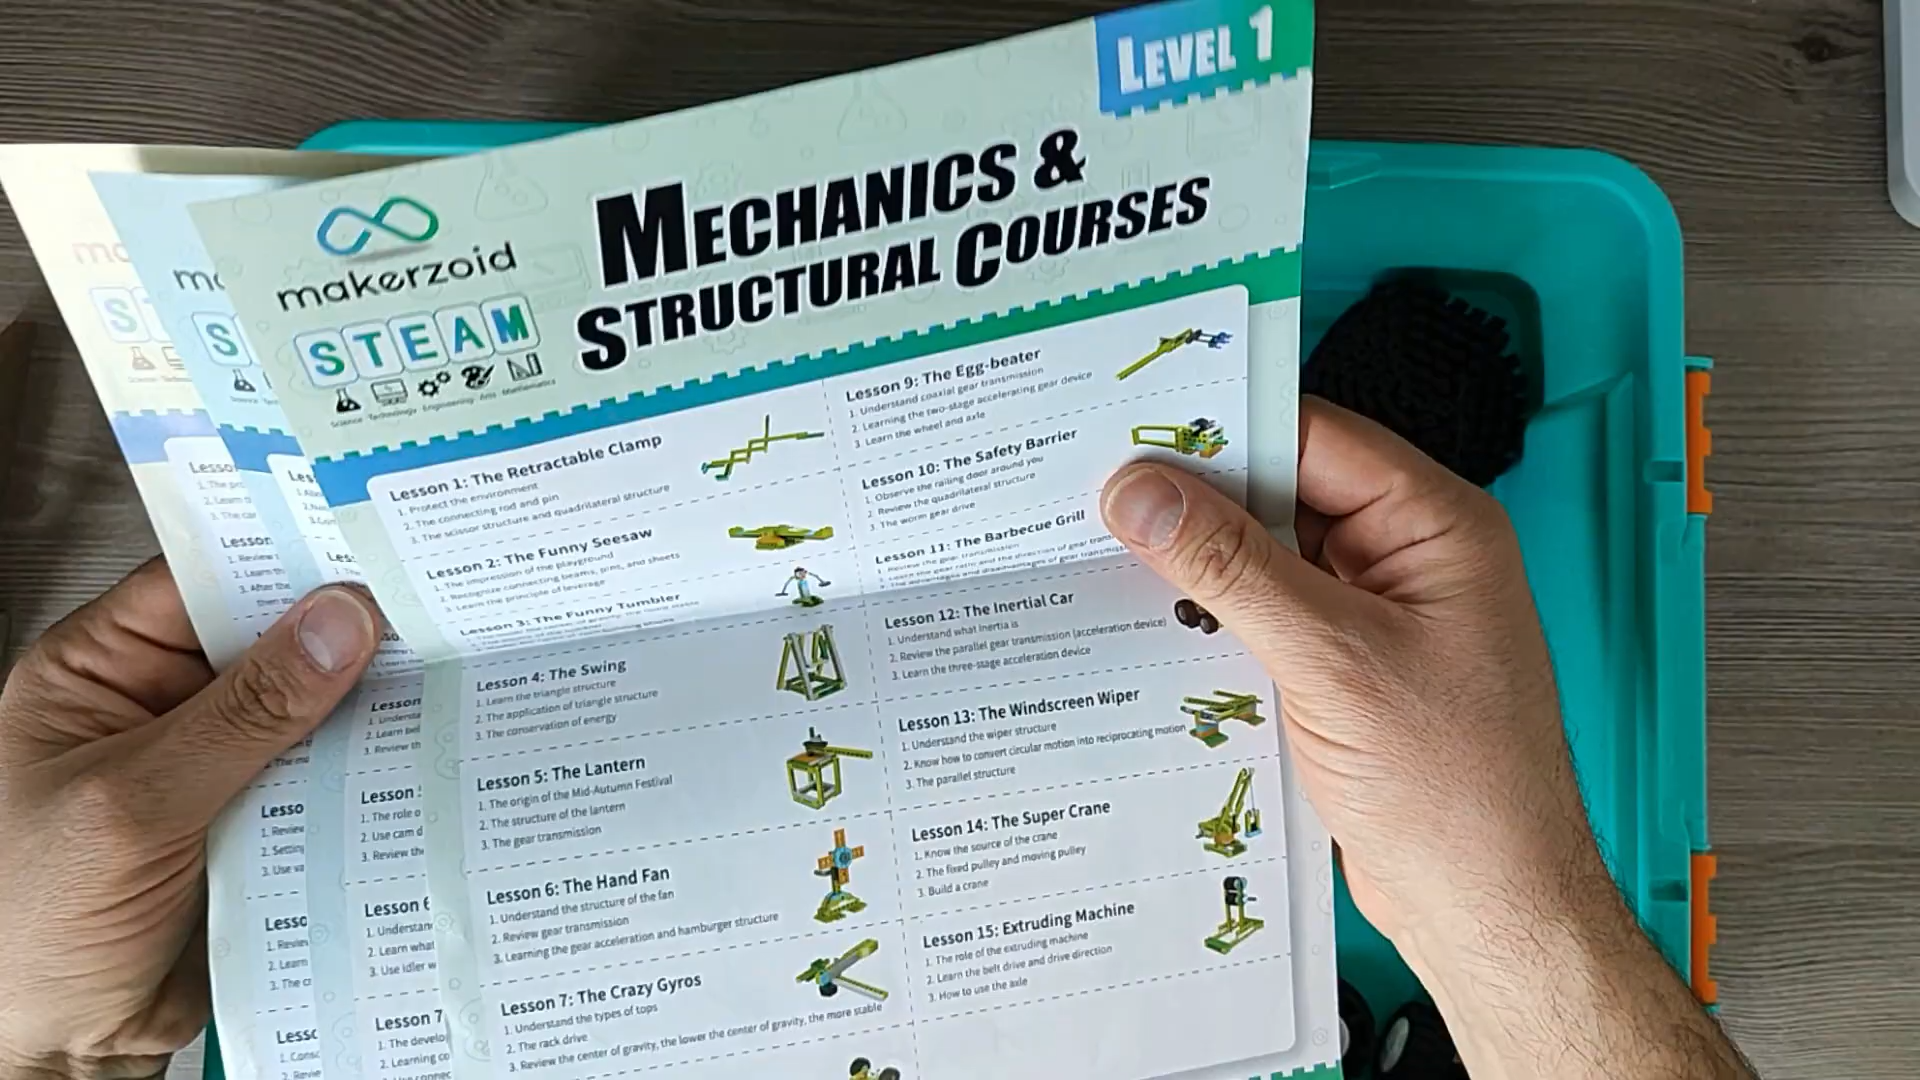 LEVEL 1
makerzoid
STEAM
Science Technology Engineering Arts Mathematics
MECHANICS &
STRUCTURAL COURSES
Lesson 1: The Retractable Clamp
1. Protect the environment
2. The connecting rod and pin
3. The scissor structure and quadrilateral structure
Lesson 2: The Funny Seesaw
1. The impression of the playground
2. Recognize connecting beams, pins, and sheets
3. Learn the principle of leverage
Lesson 3: The Funny Tumbler
Lesson 4: The Swing
1. Learn the triangle structure
2. The application of triangle structure
3. The conservation of energy
Lesson 5: The Lantern
1. The origin of the Mid-Autumn Festival
2. The structure of the lantern
3. The gear transmission
Lesson 6: The Hand Fan
1. Understand the structure of the fan
2. Review gear transmission
3. Learning the gear acceleration and hamburger structure
Lesson 7: The Crazy Gyros
1. Understand the types of tops
2. The rack drive
3. Review the center of gravity, the lower the center of gravity, the more stable
Lesson 9: The Egg-beater
1. Understand coaxial gear transmission
2. Learning the two-stage accelerating gear device
3. Learn the wheel and axle
Lesson 10: The Safety Barrier
1. Observe the railing door around you
2. Review the quadrilateral structure
3. The worm gear drive
Lesson 11: The Barbecue Grill
1. Review the gear transmission
Lesson 12: The Inertial Car
1. Understand what Inertia is
2. Review the parallel gear transmission (acceleration device)
3. Learn the three-stage acceleration device
Lesson 13: The Windscreen Wiper
1. Understand the wiper structure
2. Know how to convert circular motion into reciprocating motion
3. The parallel structure
Lesson 14: The Super Crane
1. Know the source of the crane
2. The fixed pulley and moving pulley
3. Build a crane
Lesson 15: Extruding Machine
1. The role of the extruding machine
2. Learn the belt drive and drive direction
3. How to use the axle